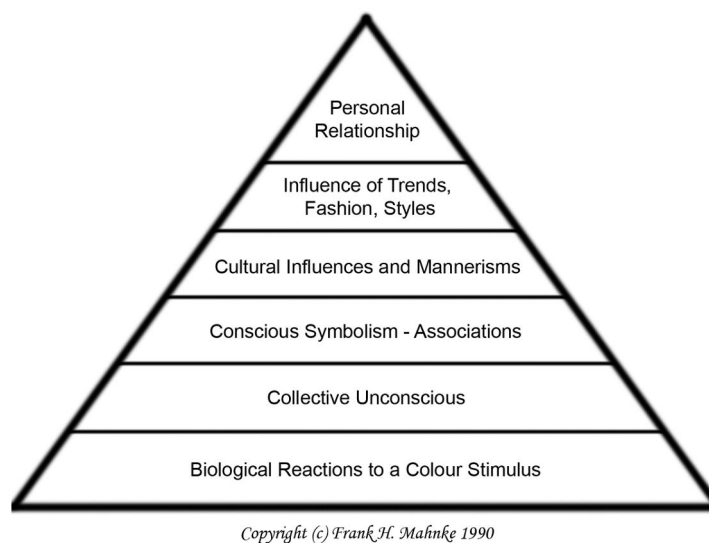 Personal
Relationship
Influence of Trends,
Fashion, Styles
Cultural Influences and Mannerisms
Conscious Symbolism - Associations
Collective Unconscious
Biological Reactions to a Colour Stimulus
Copyright (c) Frank H. Mahnke 1990